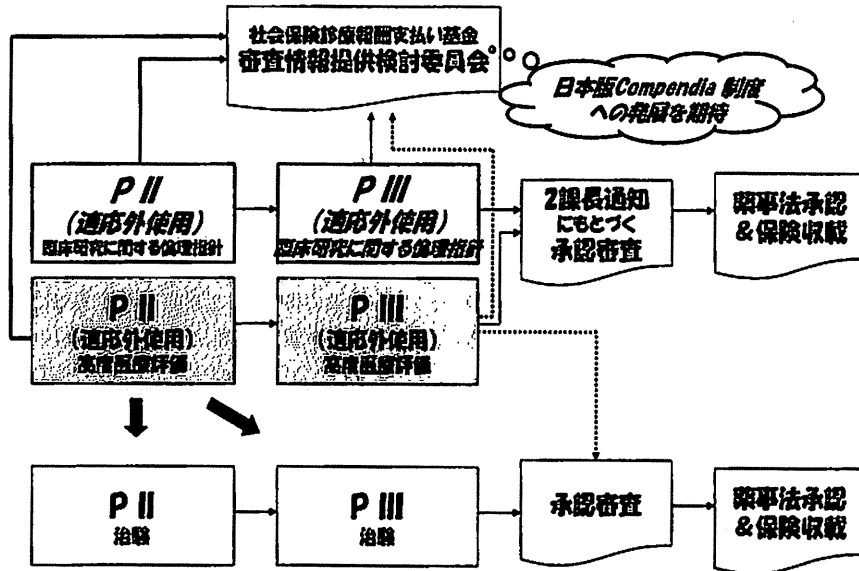 社会保険診療報酬支払い基金
審査情報提供検討委員会
日本版Compendia 制度
への発展を期待
P II
(適応外使用)
臨床研究に関する倫理指針
P III
(適応外使用)
臨床研究に関する倫理指針
2課長通知
にもとづく
承認審査
薬事法承認
&保険収載
P II
(適応外使用)
高度医療評価
P III
(適応外使用)
高度医療評価
P II
治験
P III
治験
承認審査
薬事法承認
&保険収載